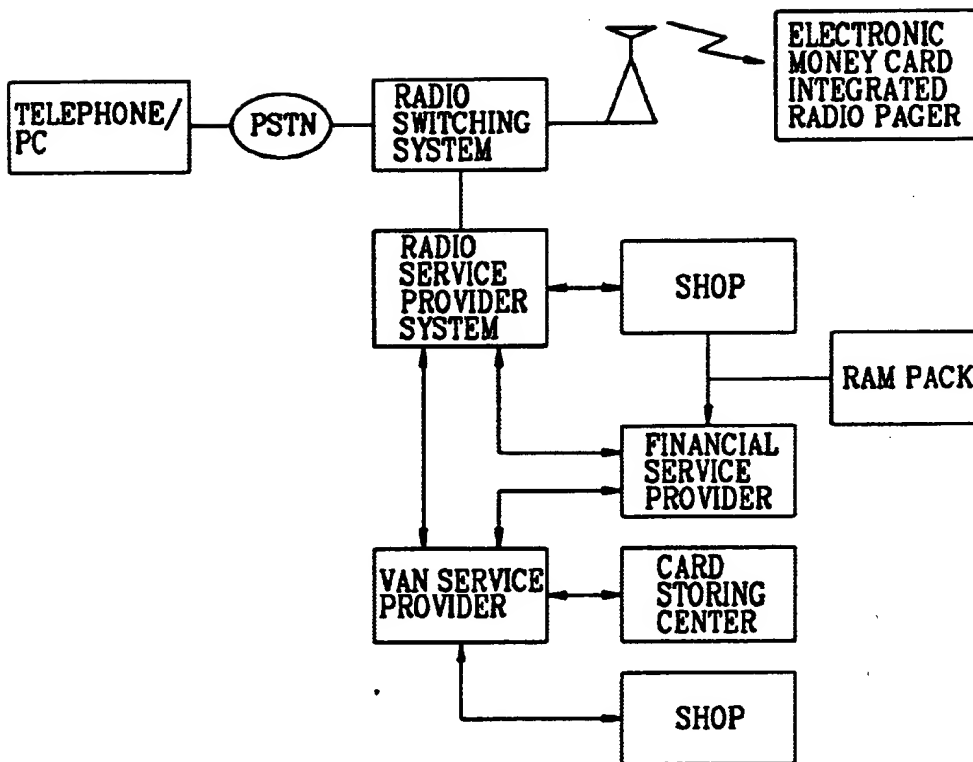 TELEPHONE/
PC
PSTN
RADIO
SWITCHING
SYSTEM
ELECTRONIC
MONEY CARD
INTEGRATED
RADIO PAGER
RADIO
SERVICE
PROVIDER
SYSTEM
SHOP
RAM PACK
FINANCIAL
SERVICE
PROVIDER
VAN SERVICE
PROVIDER
CARD
STORING
CENTER
SHOP